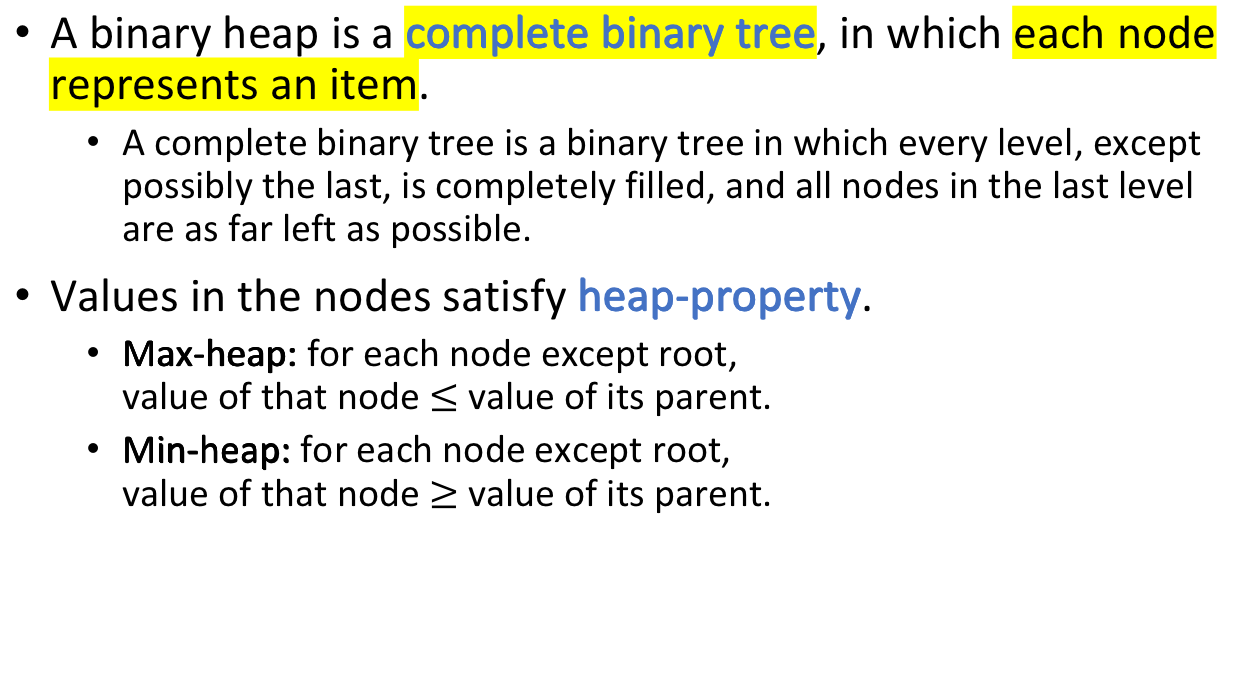 • A binary heap is a complete binary tree, in which each node
represents an item.
• A complete binary tree is a binary tree in which every level, except
possibly the last, is completely filled, and all nodes in the last level
are as far left as possible.
• Values in the nodes satisfy heap-property.
• Max-heap: for each node except root,
value of that node ≤ value of its parent.
• Min-heap: for each node except root,
value of that node ≥ value of its parent.